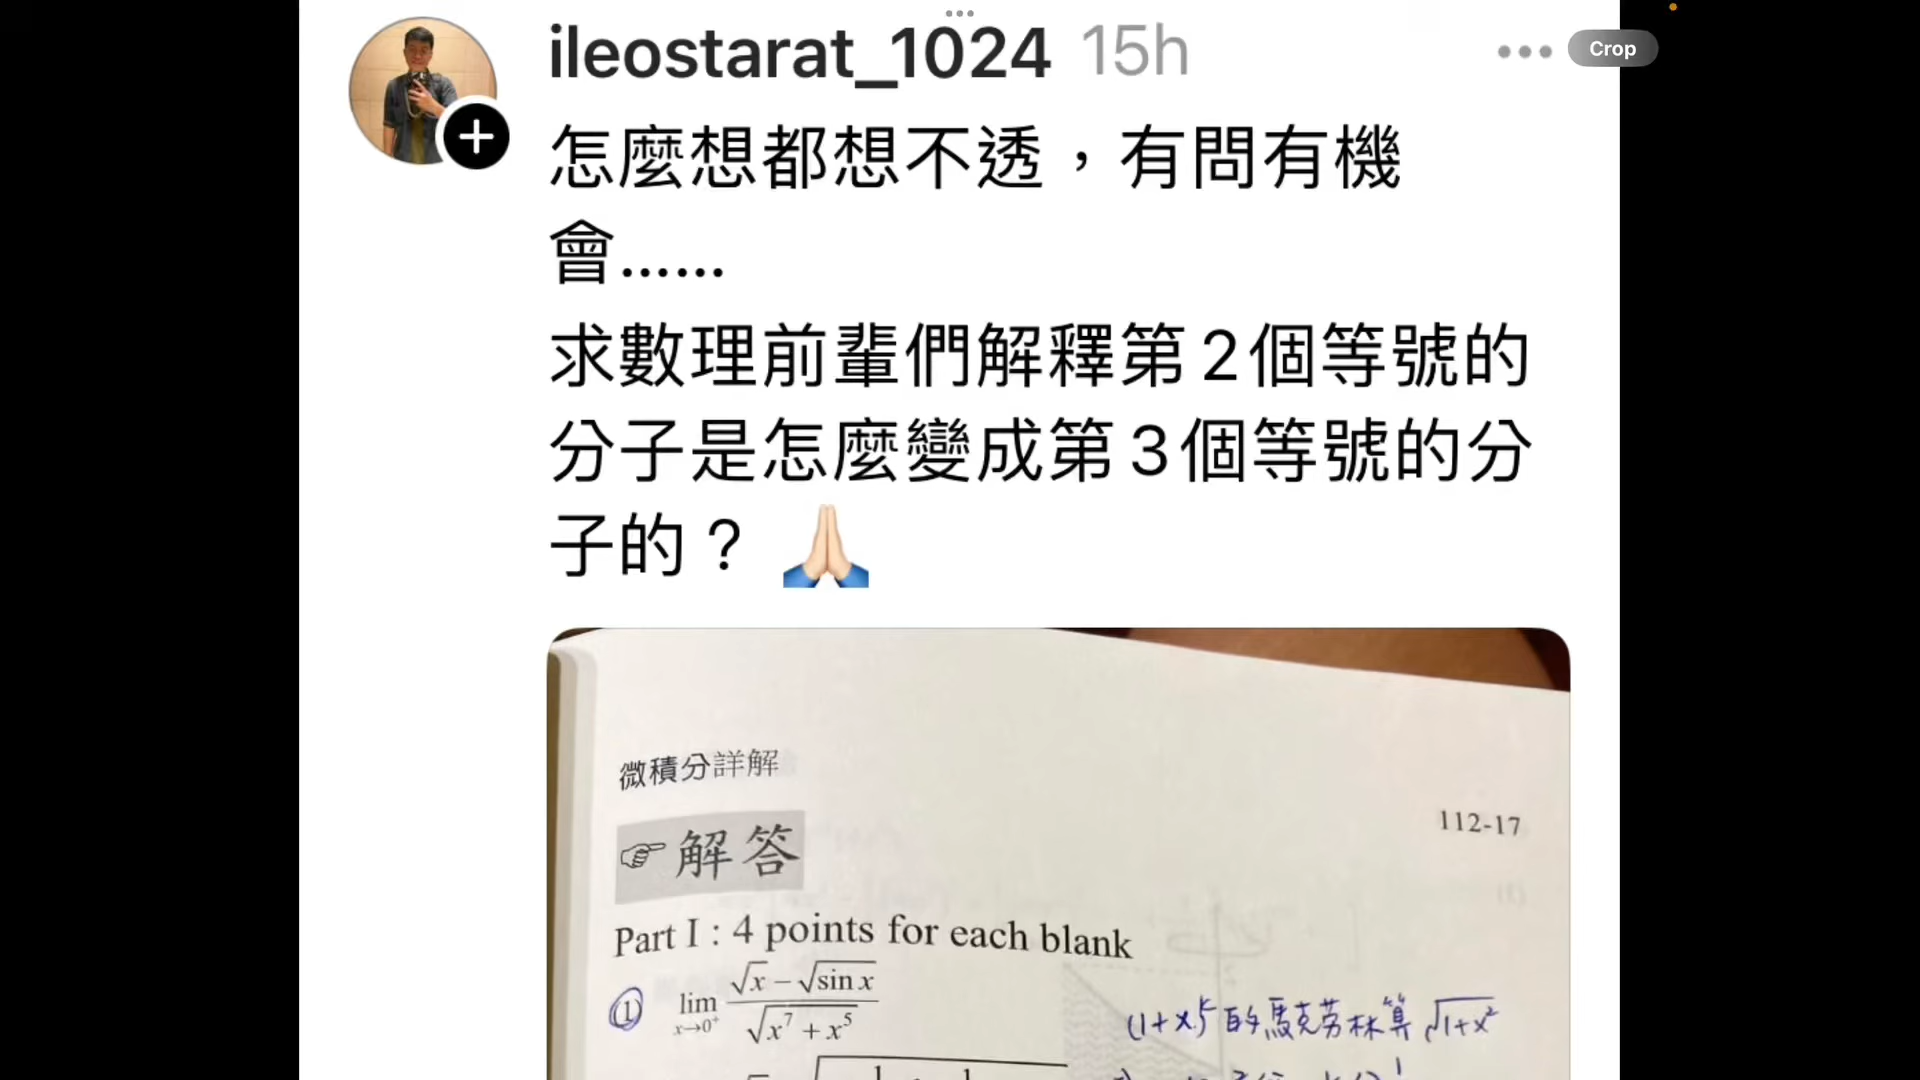 ileostarat_1024 15h
Crop
怎麼想都想不透，有問有機
會......
求數理前輩們解釋第2個等號的
分子是怎麼變成第3個等號的分
子的？ 🙏🏻
微積分詳解
112-17
☞解答
Part I : 4 points for each blank
(1) lim x→0⁺ (√x − √sin x) / √(x⁷ + x⁵)
的馬克勞林算 √1+x²